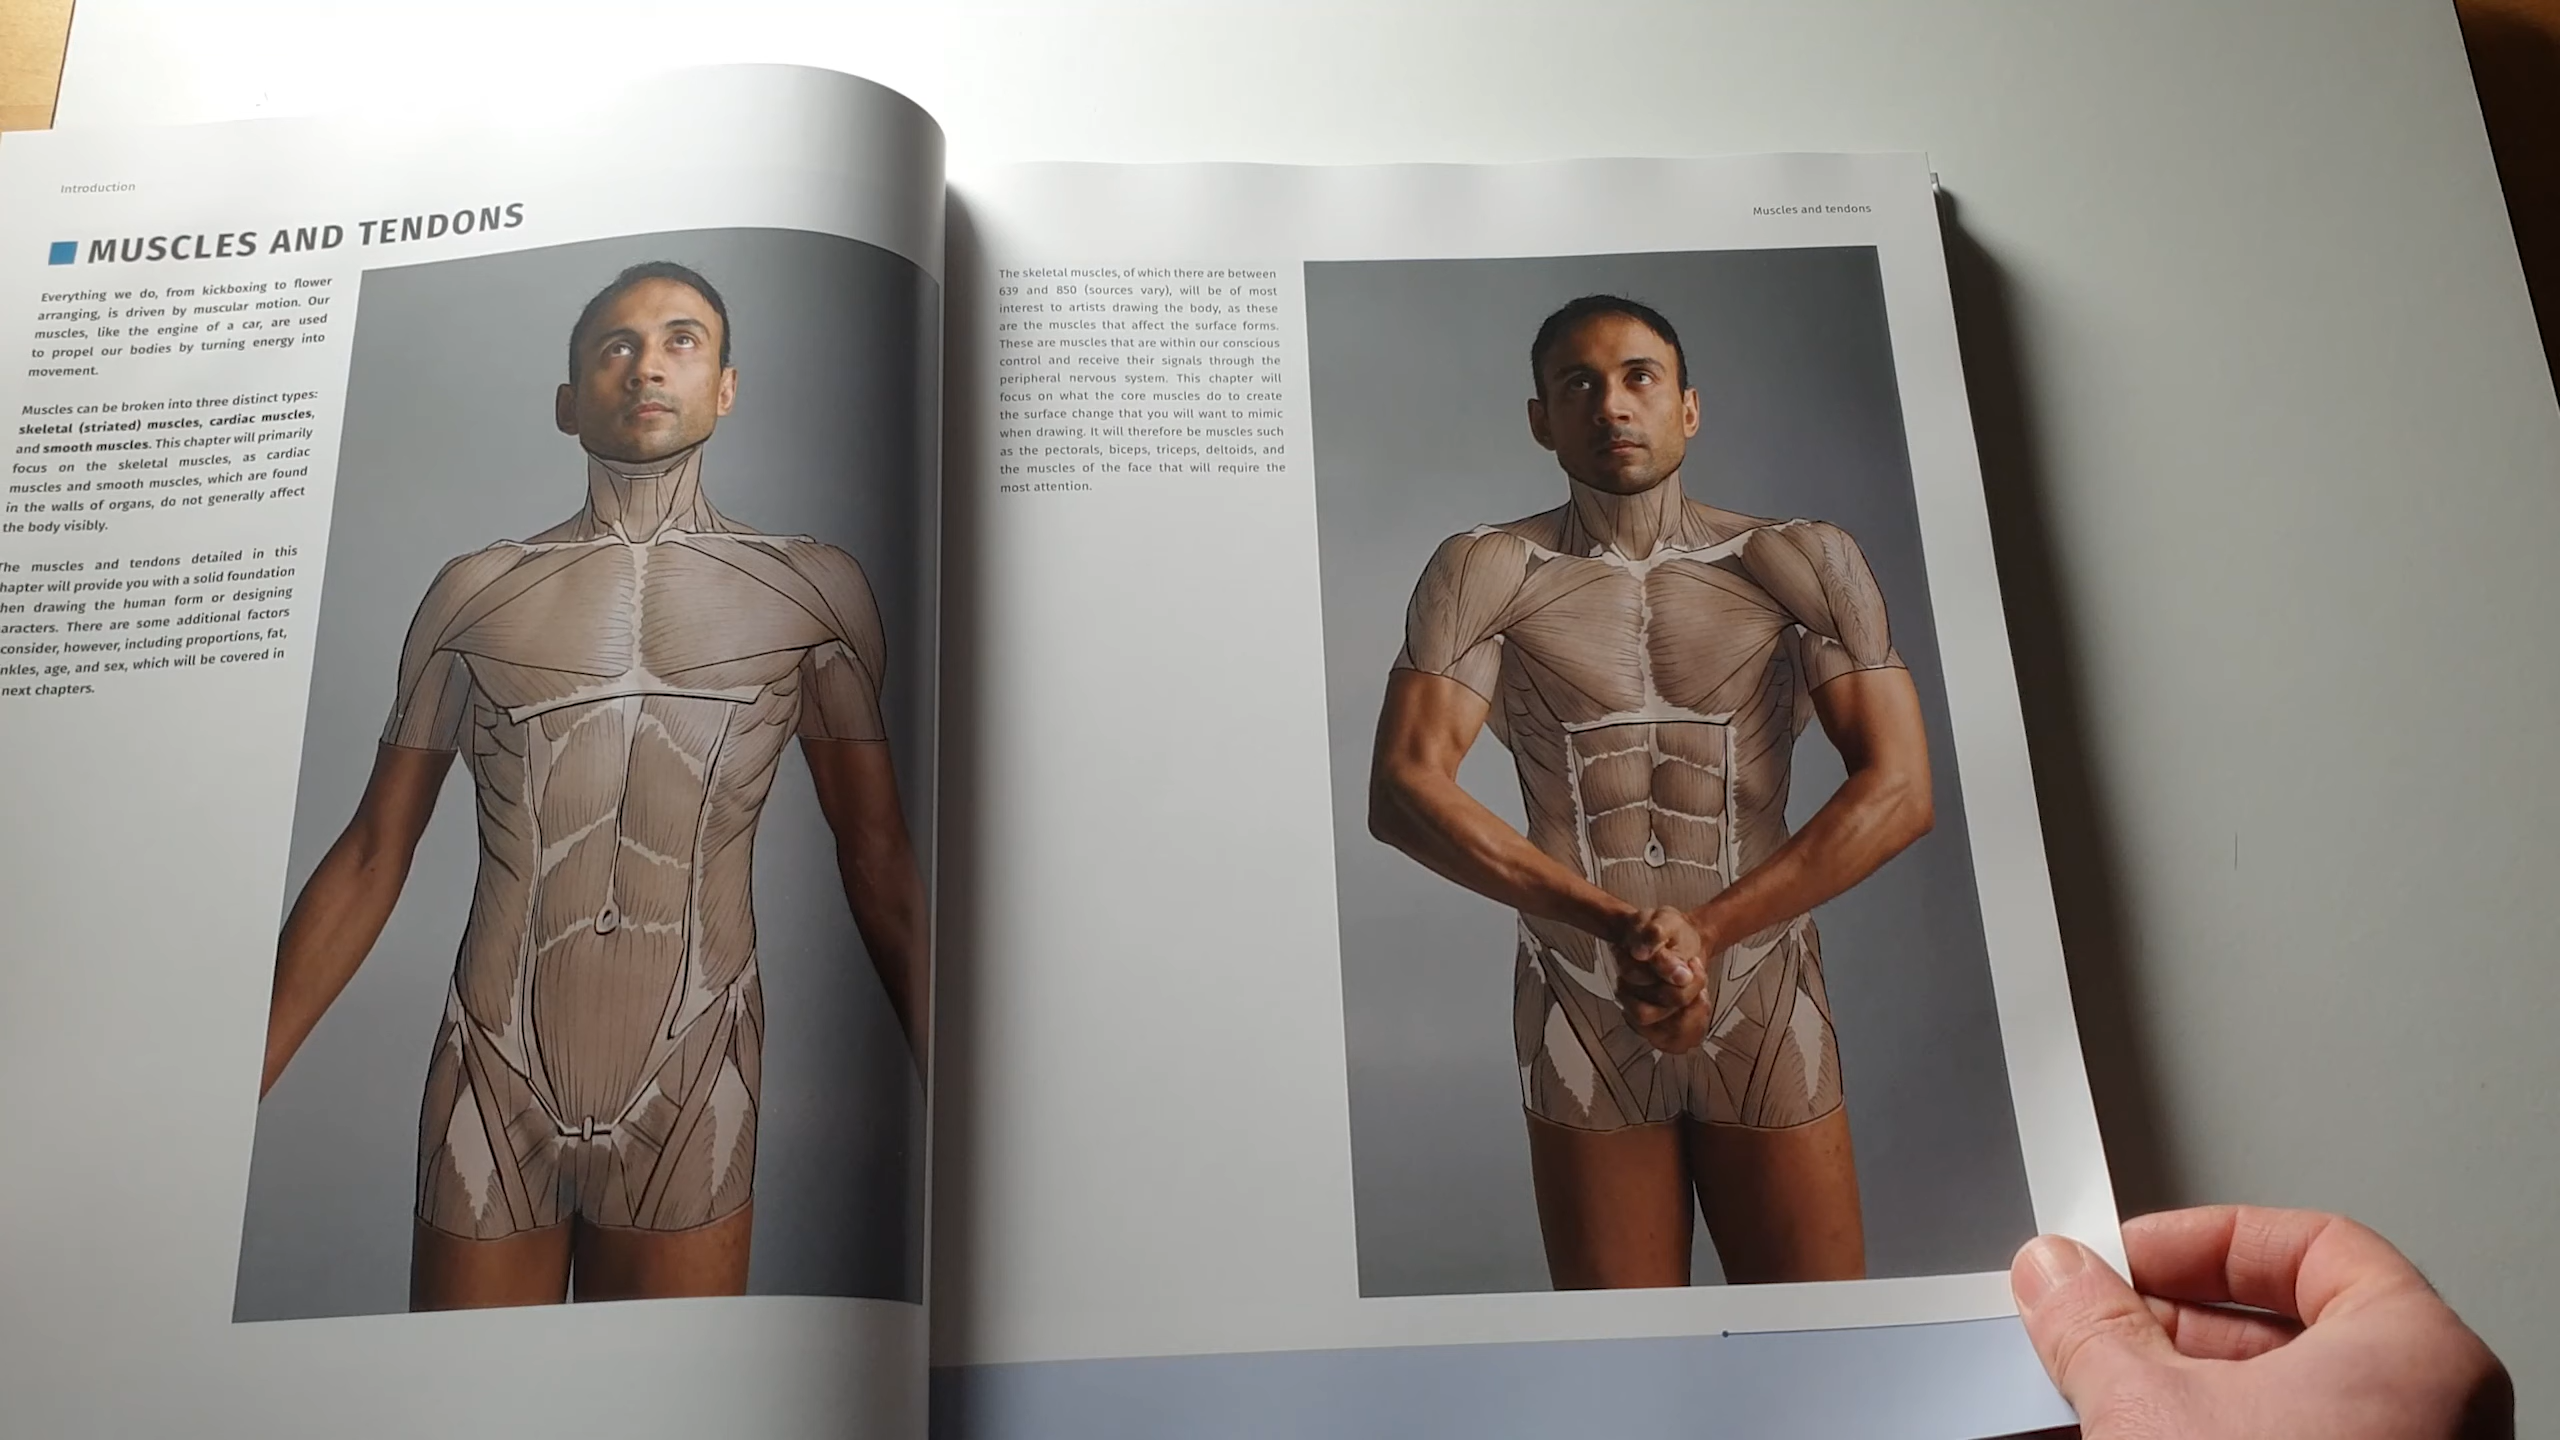 Introduction
MUSCLES AND TENDONS
Everything we do, from kickboxing to flower
arranging, is driven by muscular motion. Our
muscles, like the engine of a car, are used
to propel our bodies by turning energy into
movement.
Muscles can be broken into three distinct types:
skeletal (striated) muscles, cardiac muscles,
and smooth muscles. This chapter will primarily
focus on the skeletal muscles, as cardiac
muscles and smooth muscles, which are found
in the walls of organs, do not generally affect
the body visibly.
The muscles and tendons detailed in this
hapter will provide you with a solid foundation
hen drawing the human form or designing
aracters. There are some additional factors
consider, however, including proportions, fat,
nkles, age, and sex, which will be covered in
next chapters.
Muscles and tendons
The skeletal muscles, of which there are between
639 and 850 (sources vary), will be of most
interest to artists drawing the body, as these
are the muscles that affect the surface forms.
These are muscles that are within our conscious
control and receive their signals through the
peripheral nervous system. This chapter will
focus on what the core muscles do to create
the surface change that you will want to mimic
when drawing. It will therefore be muscles such
as the pectorals, biceps, triceps, deltoids, and
the muscles of the face that will require the
most attention.